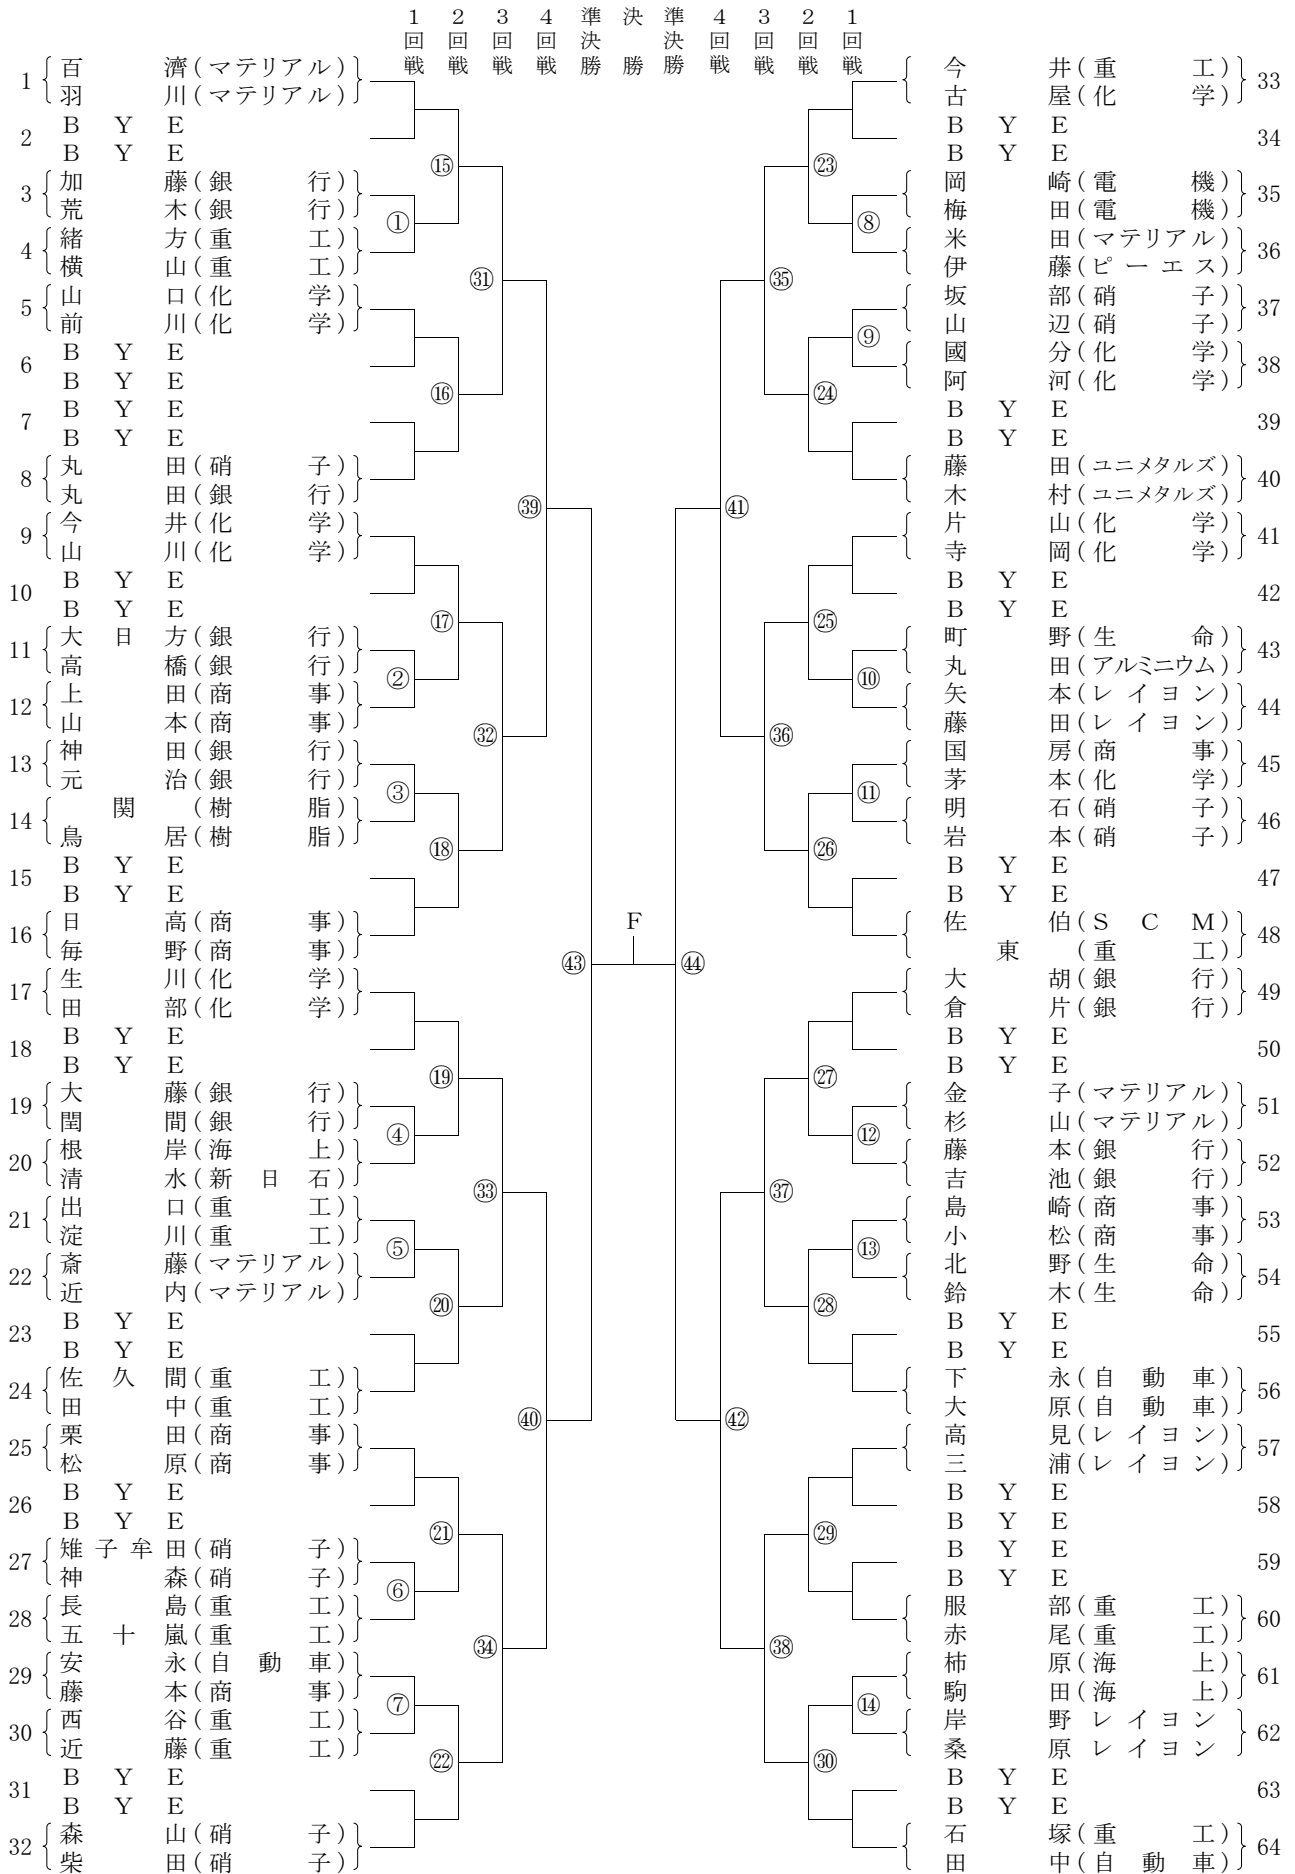 1回戦 2回戦 3回戦 4回戦 準決勝 決勝 準決勝 4回戦 3回戦 2回戦 1回戦
1 百済(マテリアル)
羽川(マテリアル)
2 BYE
BYE
3 加藤(銀行)
荒木(銀行)
4 緒方(重工)
横山(重工)
5 山口(化学)
前川(化学)
6 BYE
BYE
7 BYE
BYE
8 丸田(硝子)
丸田(銀行)
9 今井(化学)
山川(化学)
10 BYE
BYE
11 大日方(銀行)
高橋(銀行)
12 上田(商事)
山本(商事)
13 神田(銀行)
元治(銀行)
14 関(樹脂)
鳥居(樹脂)
15 BYE
BYE
16 日高(商事)
毎野(商事)
17 生川(化学)
田部(化学)
18 BYE
BYE
19 大藤(銀行)
閏間(銀行)
20 根岸(海上)
清水(新日石)
21 出口(重工)
淀川(重工)
22 斎藤(マテリアル)
近内(マテリアル)
23 BYE
BYE
24 佐久間(重工)
田中(重工)
25 栗田(商事)
松原(商事)
26 BYE
BYE
27 雉子牟田(硝子)
神森(硝子)
28 長島(重工)
五十嵐(重工)
29 安永(自動車)
藤本(商事)
30 西谷(重工)
近藤(重工)
31 BYE
BYE
32 森山(硝子)
柴田(硝子)
①
②
③
④
⑤
⑥
⑦
⑮
⑯
⑰
⑱
⑲
⑳
㉑
㉒
㉛
㉜
㉝
㉞
㊴
㊵
㊸
F
㊹
㊶
㊷
㉟
㊱
㊲
㊳
㉓
㉔
㉕
㉖
㉗
㉘
㉙
㉚
⑧
⑨
⑩
⑪
⑫
⑬
⑭
今井(重工) 33
古屋(化学)
BYE 34
BYE
岡崎(電機) 35
梅田(電機)
米田(マテリアル) 36
伊藤(ピーエス)
坂部(硝子) 37
山辺(硝子)
國分(化学) 38
阿河(化学)
BYE 39
BYE
藤田(ユニメタルズ) 40
木村(ユニメタルズ)
片山(化学) 41
寺岡(化学)
BYE 42
BYE
町野(生命) 43
丸田(アルミニウム)
矢本(レイヨン) 44
藤田(レイヨン)
国房(商事) 45
茅本(化学)
明石(硝子) 46
岩本(硝子)
BYE 47
BYE
佐伯(SCM) 48
東(重工)
大胡(銀行) 49
倉片(銀行)
BYE 50
BYE
金子(マテリアル) 51
杉山(マテリアル)
藤本(銀行) 52
吉池(銀行)
島崎(商事) 53
小松(商事)
北野(生命) 54
鈴木(生命)
BYE 55
BYE
下永(自動車) 56
大原(自動車)
高見(レイヨン) 57
三浦(レイヨン)
BYE 58
BYE
BYE 59
BYE
服部(重工) 60
赤尾(重工)
柿原(海上) 61
駒田(海上)
岸野レイヨン 62
桑原レイヨン
BYE 63
BYE
石塚(重工) 64
田中(自動車)